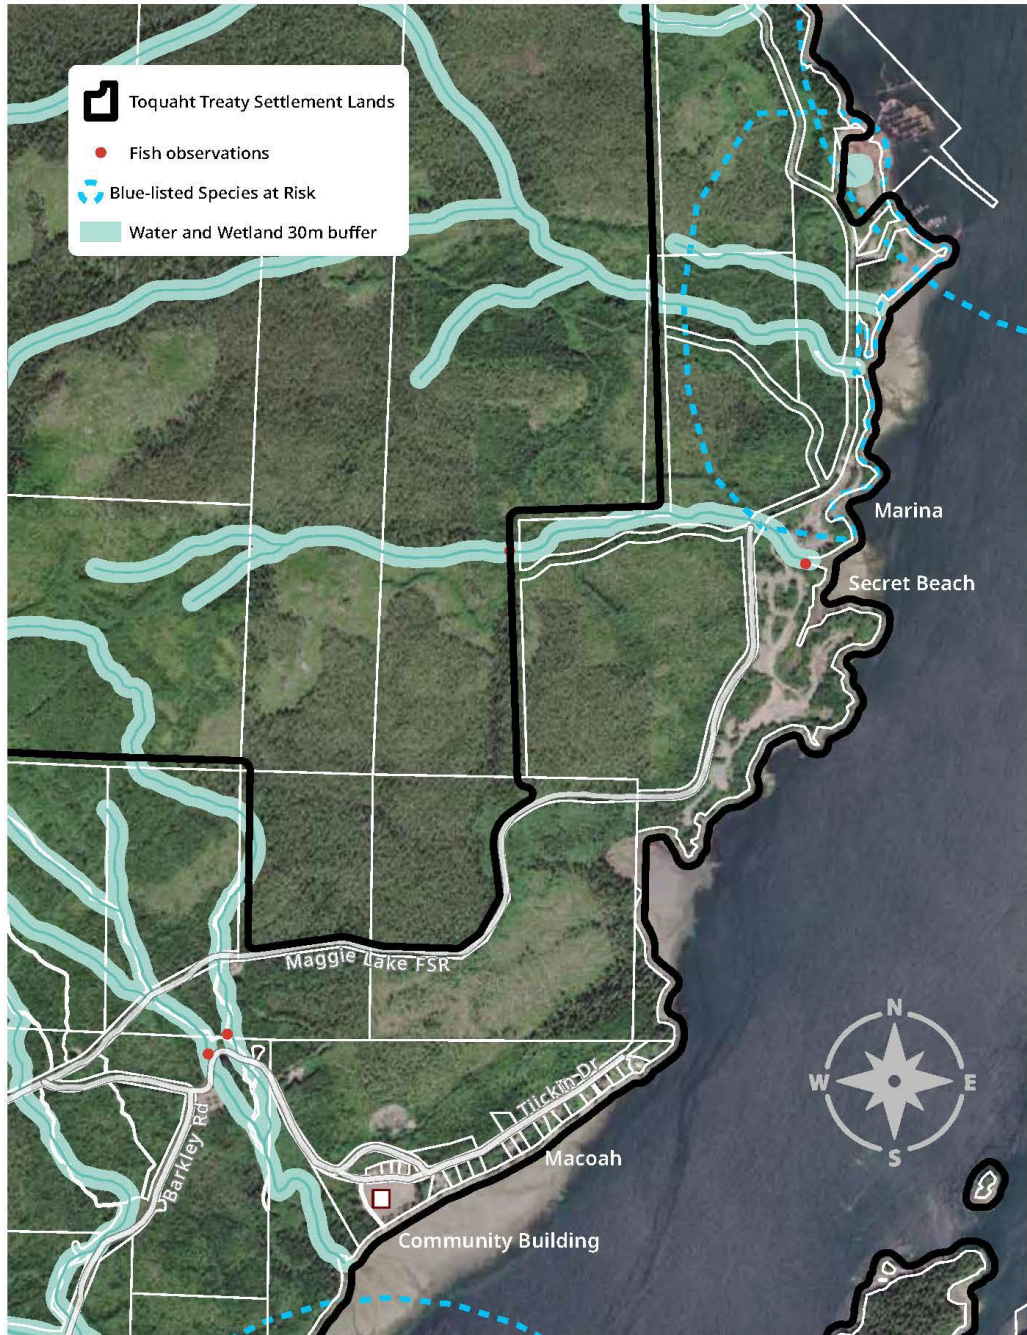 Toquaht Treaty Settlement Lands
Fish observations
Blue-listed Species at Risk
Water and Wetland 30m buffer
Marina
Secret Beach
Maggie Lake FSR
N
W
E
S
Tiickin Dr
Barkley Rd
Macoah
Community Building